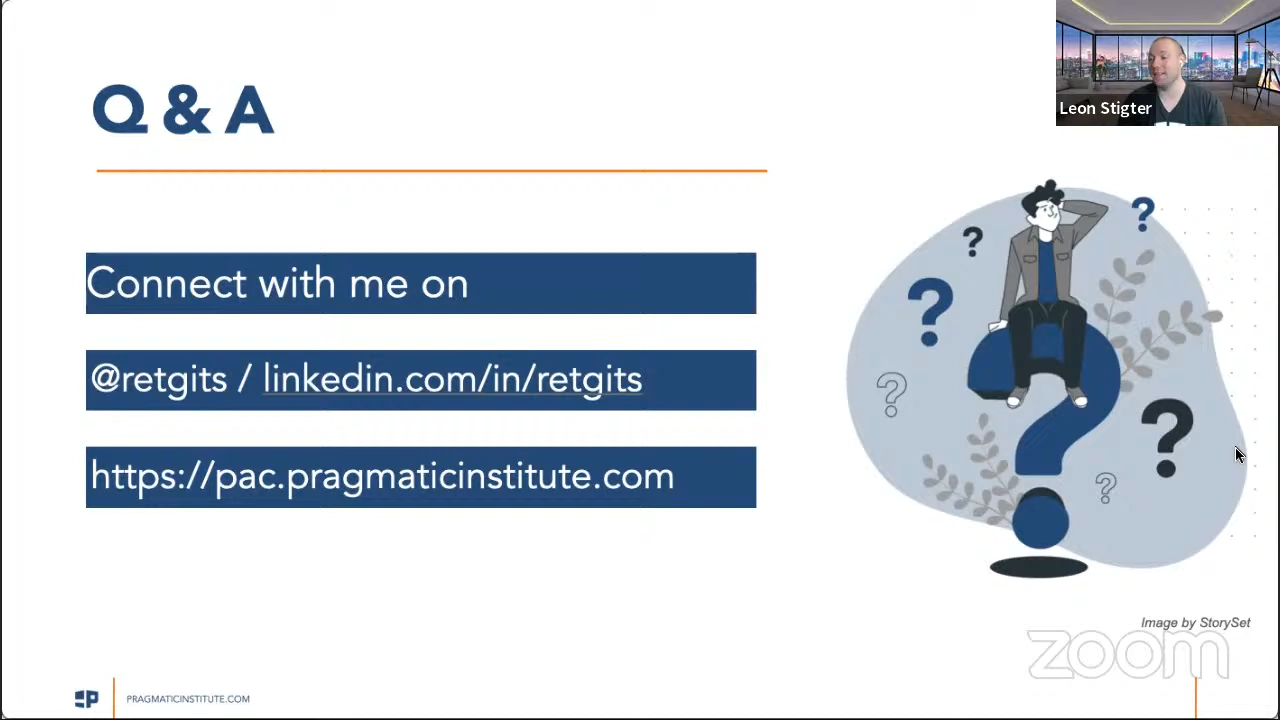 Leon Stigter
Q & A
Connect with me on
@retgits / linkedin.com/in/retgits
https://pac.pragmaticinstitute.com
?
?
?
?
?
?
?
Image by StorySet
zoom
P
PRAGMATICINSTITUTE.COM